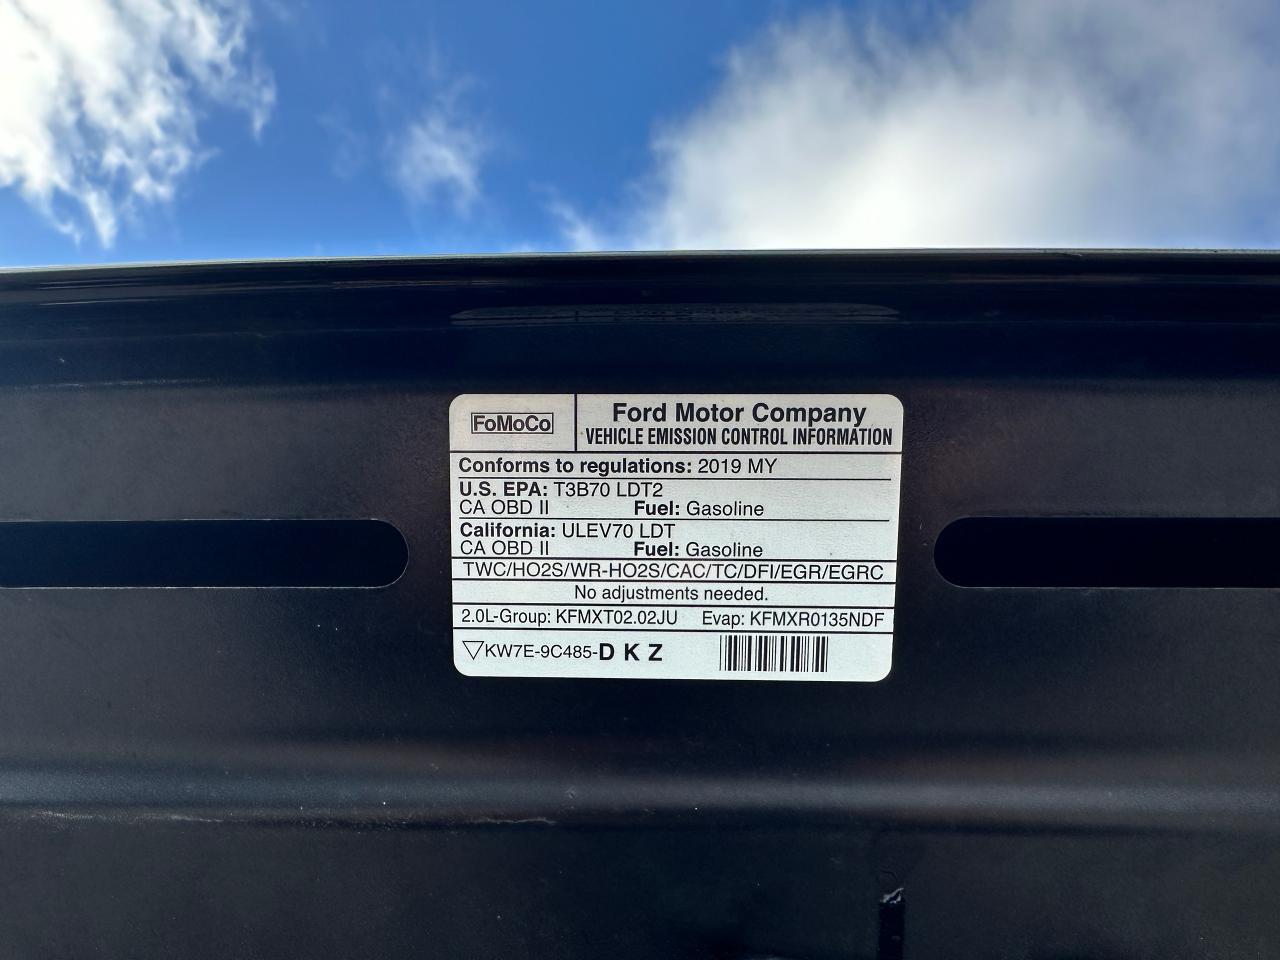 FoMoCo
Ford Motor Company
VEHICLE EMISSION CONTROL INFORMATION
Conforms to regulations: 2019 MY
U.S. EPA: T3B70 LDT2
CA OBD II Fuel: Gasoline
California: ULEV70 LDT
CA OBD II Fuel: Gasoline
TWC/HO2S/WR-HO2S/CAC/TC/DFI/EGR/EGRC
No adjustments needed.
2.0L-Group: KFMXT02.02JU Evap: KFMXR0135NDF
KW7E-9C485-D K Z